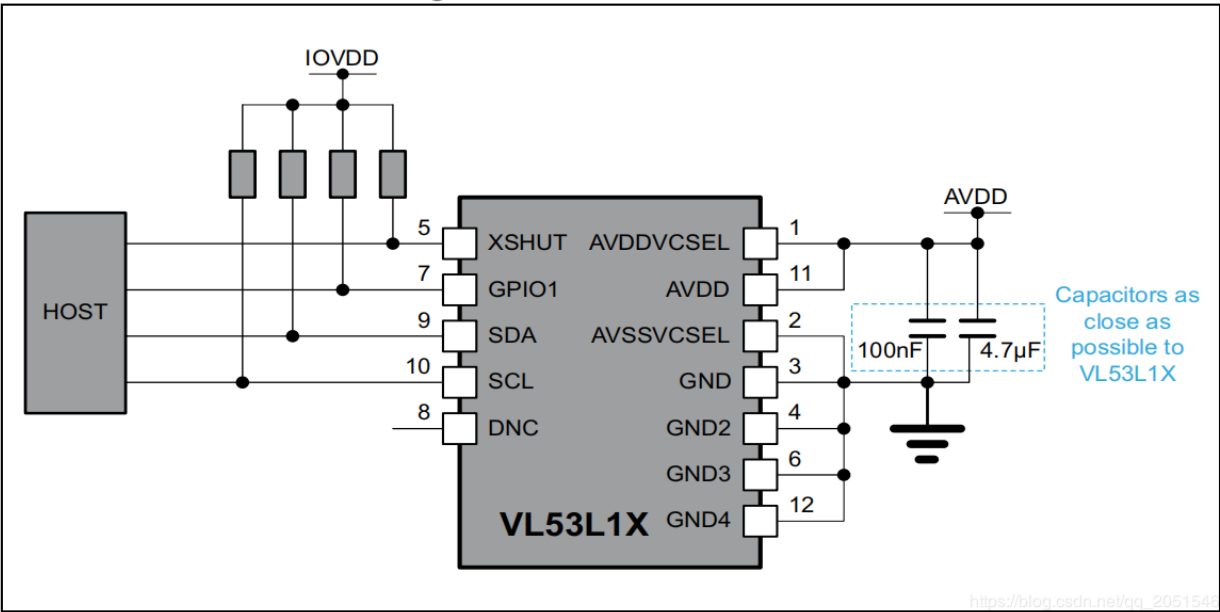 IOVDD
HOST
5
7
9
10
8
XSHUT
GPIO1
SDA
SCL
DNC
VL53L1X
AVDDVCSEL
AVDD
AVSSVCSEL
GND
GND2
GND3
GND4
1
11
2
3
4
6
12
AVDD
100nF
4.7µF
Capacitors as
close as
possible to
VL53L1X
https://blog.csdn.net/qq_2051546